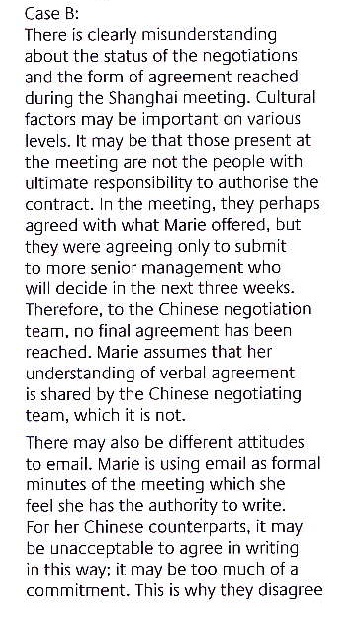 Case B:
There is clearly misunderstanding
about the status of the negotiations
and the form of agreement reached
during the Shanghai meeting. Cultural
factors may be important on various
levels. It may be that those present at
the meeting are not the people with
ultimate responsibility to authorise the
contract. In the meeting, they perhaps
agreed with what Marie offered, but
they were agreeing only to submit
to more senior management who
will decide in the next three weeks.
Therefore, to the Chinese negotiation
team, no final agreement has been
reached. Marie assumes that her
understanding of verbal agreement
is shared by the Chinese negotiating
team, which it is not.
There may also be different attitudes
to email. Marie is using email as formal
minutes of the meeting which she
feel she has the authority to write.
For her Chinese counterparts, it may
be unacceptable to agree in writing
in this way; it may be too much of a
commitment. This is why they disagree